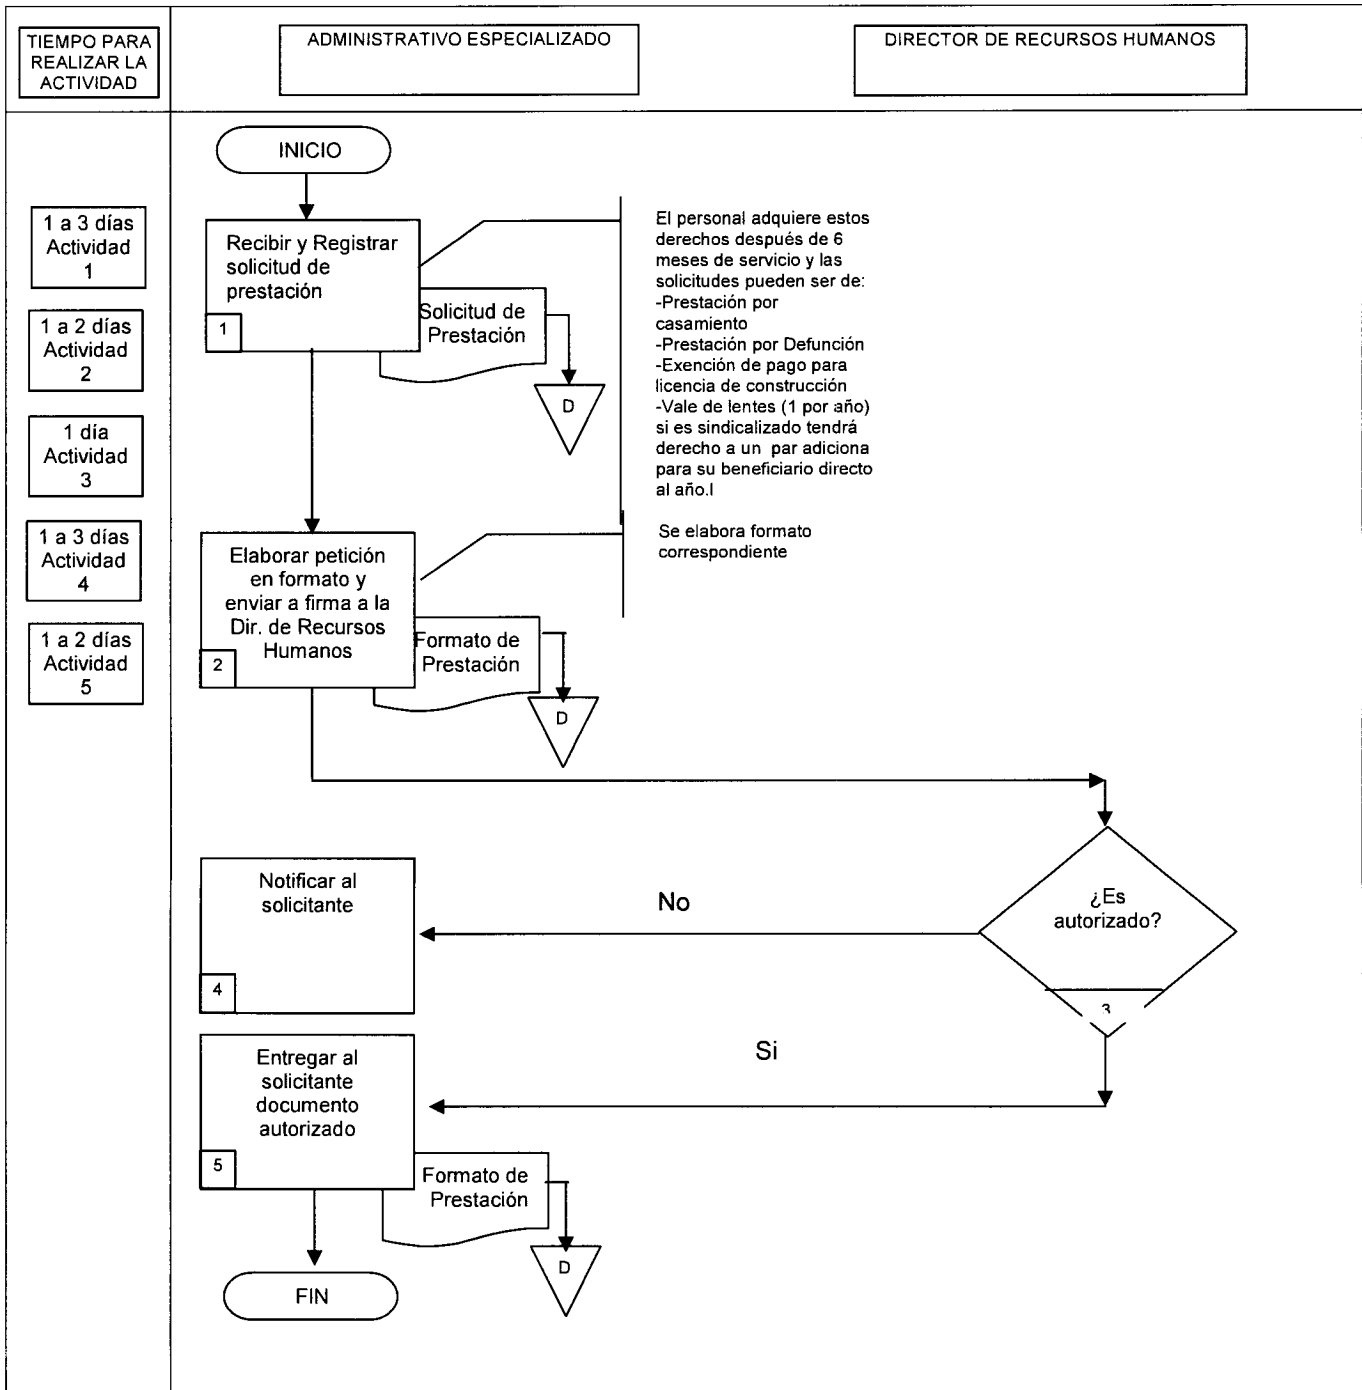 TIEMPO PARA
REALIZAR LA
ACTIVIDAD
ADMINISTRATIVO ESPECIALIZADO
DIRECTOR DE RECURSOS HUMANOS
1 a 3 días
Actividad
1
1 a 2 días
Actividad
2
1 día
Actividad
3
1 a 3 días
Actividad
4
1 a 2 días
Actividad
5
INICIO
Recibir y Registrar
solicitud de
prestación
1
Solicitud de
Prestación
D
El personal adquiere estos
derechos después de 6
meses de servicio y las
solicitudes pueden ser de:
-Prestación por
casamiento
-Prestación por Defunción
-Exención de pago para
licencia de construcción
-Vale de lentes (1 por año)
si es sindicalizado tendrá
derecho a un par adiciona
para su beneficiario directo
al año.l
Elaborar petición
en formato y
enviar a firma a la
Dir. de Recursos
Humanos
2
Formato de
Prestación
D
Se elabora formato
correspondiente
¿Es
autorizado?
3
No
Notificar al
solicitante
4
Si
Entregar al
solicitante
documento
autorizado
5
Formato de
Prestación
D
FIN